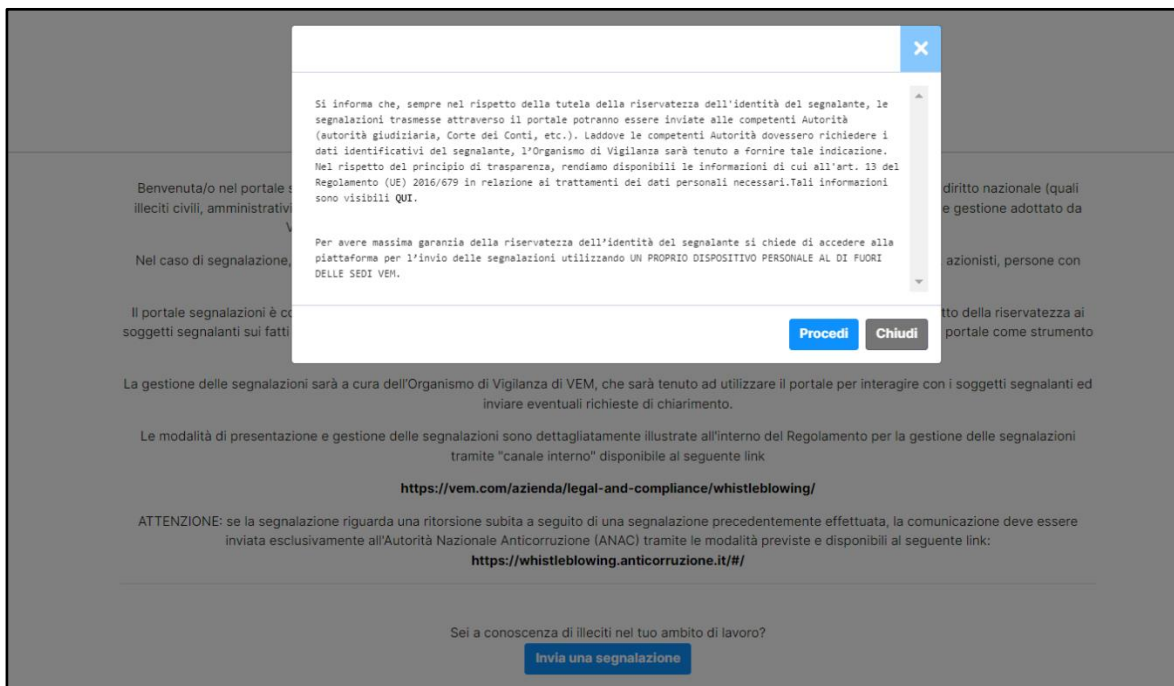 ×
Si informa che, sempre nel rispetto della tutela della riservatezza dell'identità del segnalante, le
segnalazioni trasmesse attraverso il portale potranno essere inviate alle competenti Autorità
(autorità giudiziaria, Corte dei Conti, etc.). Laddove le competenti Autorità dovessero richiedere i
dati identificativi del segnalante, l’Organismo di Vigilanza sarà tenuto a fornire tale indicazione.
Nel rispetto del principio di trasparenza, rendiamo disponibili le informazioni di cui all'art. 13 del
Regolamento (UE) 2016/679 in relazione ai trattamenti dei dati personali necessari.Tali informazioni
sono visibili QUI.
Per avere massima garanzia della riservatezza dell’identità del segnalante si chiede di accedere alla
piattaforma per l’invio delle segnalazioni utilizzando UN PROPRIO DISPOSITIVO PERSONALE AL DI FUORI
DELLE SEDI VEM.
Procedi Chiudi
Benvenuta/o nel portale diritto nazionale (quali
illeciti civili, amministrativi e gestione adottato da
Nel caso di segnalazione, azionisti, persone con
Il portale segnalazioni è della riservatezza ai
soggetti segnalanti sui fatti portale come strumento
La gestione delle segnalazioni sarà a cura dell'Organismo di Vigilanza di VEM, che sarà tenuto ad utilizzare il portale per interagire con i soggetti segnalanti ed
inviare eventuali richieste di chiarimento.
Le modalità di presentazione e gestione delle segnalazioni sono dettagliatamente illustrate all'interno del Regolamento per la gestione delle segnalazioni
tramite "canale interno" disponibile al seguente link
https://vem.com/azienda/legal-and-compliance/whistleblowing/
ATTENZIONE: se la segnalazione riguarda una ritorsione subita a seguito di una segnalazione precedentemente effettuata, la comunicazione deve essere
inviata esclusivamente all'Autorità Nazionale Anticorruzione (ANAC) tramite le modalità previste e disponibili al seguente link:
https://whistleblowing.anticorruzione.it/#/
Sei a conoscenza di illeciti nel tuo ambito di lavoro?
Invia una segnalazione